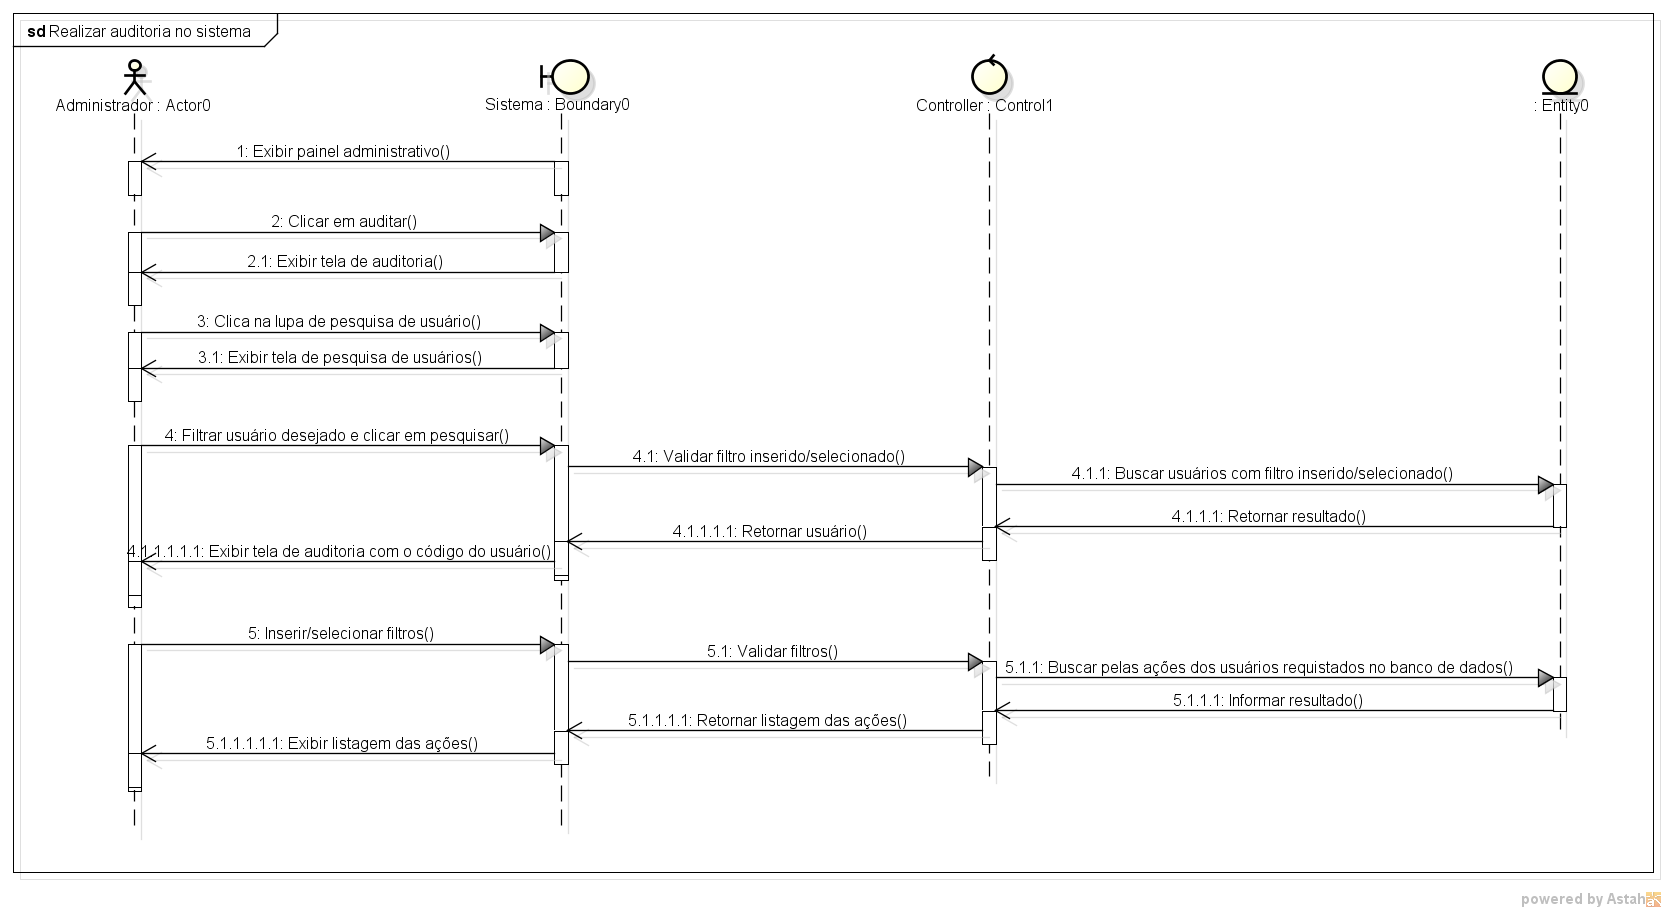 sd Realizar auditoria no sistema
Administrador : Actor0
Sistema : Boundary0
Controller : Control1
: Entity0
1: Exibir painel administrativo()
2: Clicar em auditar()
2.1: Exibir tela de auditoria()
3: Clica na lupa de pesquisa de usuário()
3.1: Exibir tela de pesquisa de usuários()
4: Filtrar usuário desejado e clicar em pesquisar()
4.1: Validar filtro inserido/selecionado()
4.1.1: Buscar usuários com filtro inserido/selecionado()
4.1.1.1: Retornar resultado()
4.1.1.1.1: Retornar usuário()
4.1.1.1.1.1: Exibir tela de auditoria com o código do usuário()
5: Inserir/selecionar filtros()
5.1: Validar filtros()
5.1.1: Buscar pelas ações dos usuários requistados no banco de dados()
5.1.1.1: Informar resultado()
5.1.1.1.1: Retornar listagem das ações()
5.1.1.1.1.1: Exibir listagem das ações()
powered by Astah